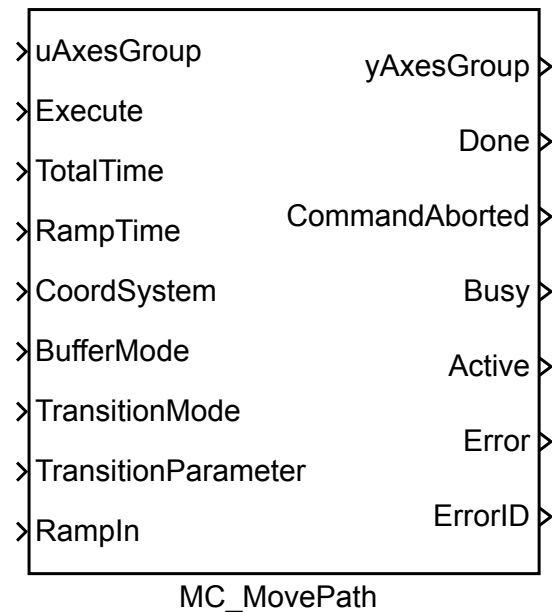 uAxesGroup
Execute
TotalTime
RampTime
CoordSystem
BufferMode
TransitionMode
TransitionParameter
RampIn
yAxesGroup
Done
CommandAborted
Busy
Active
Error
ErrorID
MC_MovePath